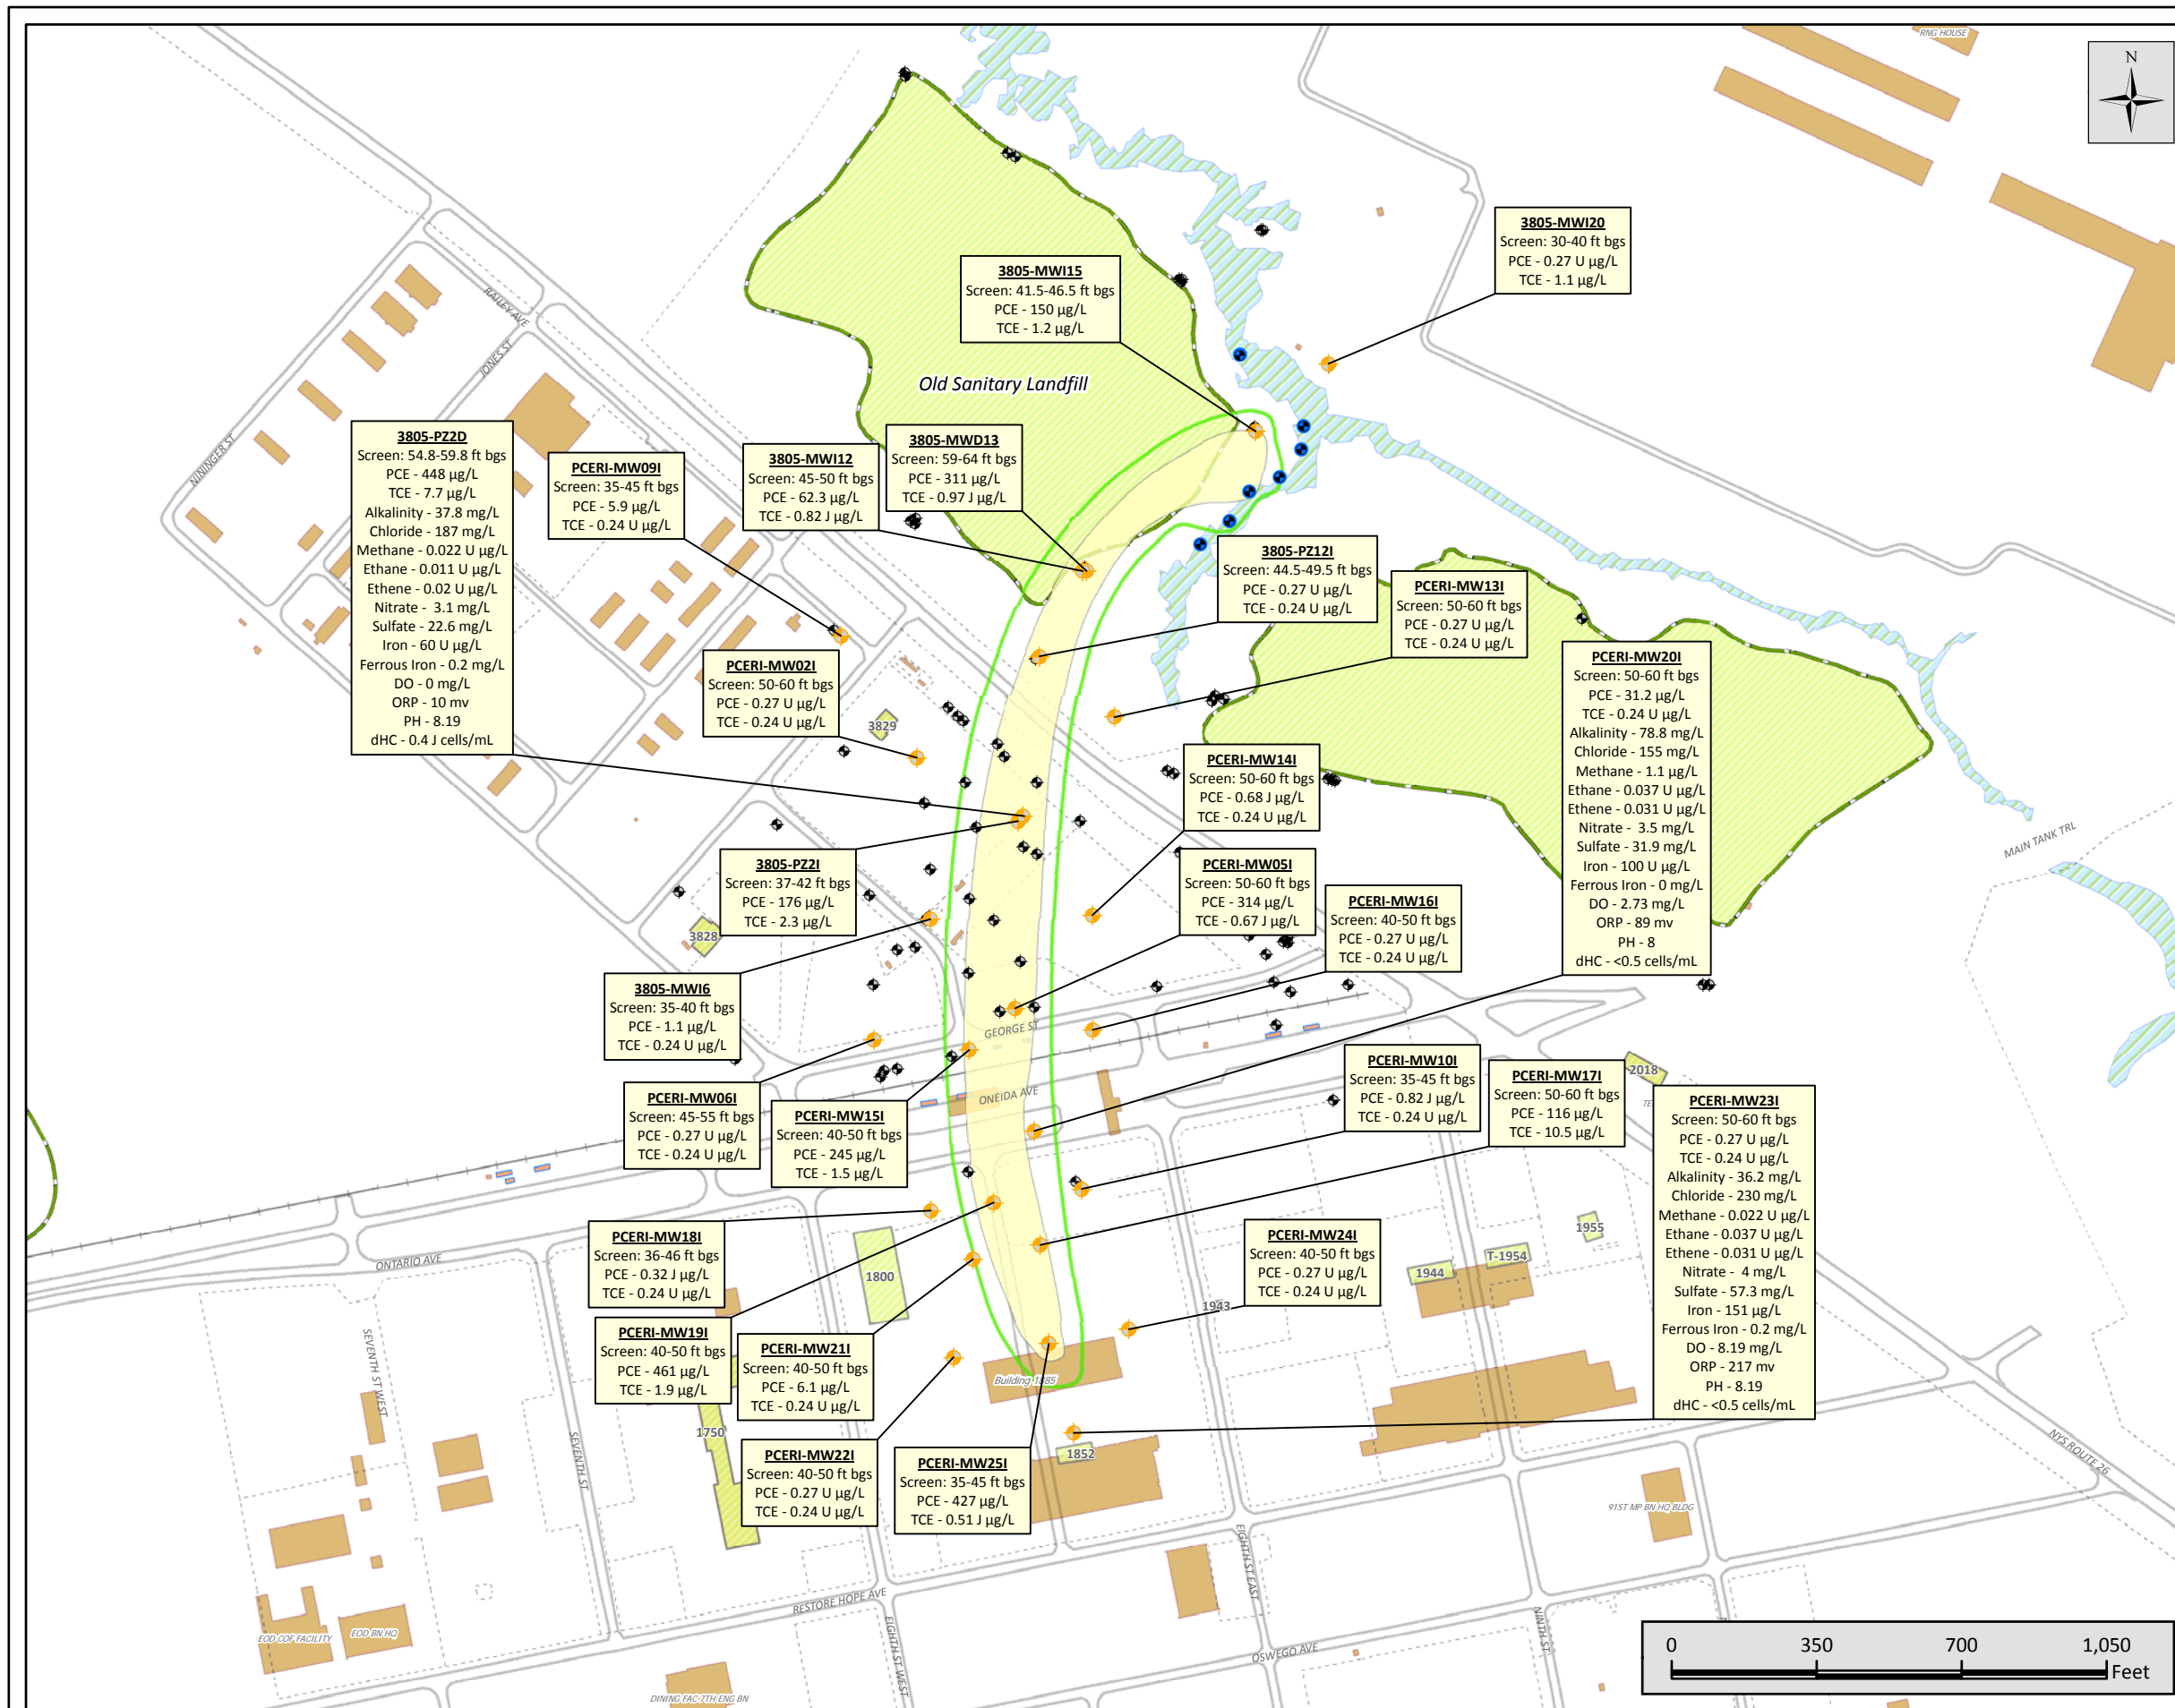 RNG HOUSE
N
3805-MWI20
Screen: 30-40 ft bgs
PCE - 0.27 U µg/L
TCE - 1.1 µg/L
3805-MWI15
Screen: 41.5-46.5 ft bgs
PCE - 150 µg/L
TCE - 1.2 µg/L
RAILEY AVE
JONES ST
NININGER ST
Old Sanitary Landfill
3805-PZ2D
Screen: 54.8-59.8 ft bgs
PCE - 448 µg/L
TCE - 7.7 µg/L
Alkalinity - 37.8 mg/L
Chloride - 187 mg/L
Methane - 0.022 U µg/L
Ethane - 0.011 U µg/L
Ethene - 0.02 U µg/L
Nitrate - 3.1 mg/L
Sulfate - 22.6 mg/L
Iron - 60 U µg/L
Ferrous Iron - 0.2 mg/L
DO - 0 mg/L
ORP - 10 mv
PH - 8.19
dHC - 0.4 J cells/mL
PCERI-MW09I
Screen: 35-45 ft bgs
PCE - 5.9 µg/L
TCE - 0.24 U µg/L
3805-MWI12
Screen: 45-50 ft bgs
PCE - 62.3 µg/L
TCE - 0.82 J µg/L
3805-MWD13
Screen: 59-64 ft bgs
PCE - 311 µg/L
TCE - 0.97 J µg/L
3805-PZ12I
Screen: 44.5-49.5 ft bgs
PCE - 0.27 U µg/L
TCE - 0.24 U µg/L
PCERI-MW13I
Screen: 50-60 ft bgs
PCE - 0.27 U µg/L
TCE - 0.24 U µg/L
PCERI-MW02I
Screen: 50-60 ft bgs
PCE - 0.27 U µg/L
TCE - 0.24 U µg/L
3829
PCERI-MW20I
Screen: 50-60 ft bgs
PCE - 31.2 µg/L
TCE - 0.24 U µg/L
Alkalinity - 78.8 mg/L
Chloride - 155 mg/L
Methane - 1.1 µg/L
Ethane - 0.037 U µg/L
Ethene - 0.031 U µg/L
Nitrate - 3.5 mg/L
Sulfate - 31.9 mg/L
Iron - 100 U µg/L
Ferrous Iron - 0 mg/L
DO - 2.73 mg/L
ORP - 89 mv
PH - 8
dHC - <0.5 cells/mL
PCERI-MW14I
Screen: 50-60 ft bgs
PCE - 0.68 J µg/L
TCE - 0.24 U µg/L
MAIN TANK TRL
3805-PZ2I
Screen: 37-42 ft bgs
PCE - 176 µg/L
TCE - 2.3 µg/L
PCERI-MW05I
Screen: 50-60 ft bgs
PCE - 314 µg/L
TCE - 0.67 J µg/L
PCERI-MW16I
Screen: 40-50 ft bgs
PCE - 0.27 U µg/L
TCE - 0.24 U µg/L
3828
3805-MWI6
Screen: 35-40 ft bgs
PCE - 1.1 µg/L
TCE - 0.24 U µg/L
GEORGE ST
ONEIDA AVE
PCERI-MW06I
Screen: 45-55 ft bgs
PCE - 0.27 U µg/L
TCE - 0.24 U µg/L
PCERI-MW15I
Screen: 40-50 ft bgs
PCE - 245 µg/L
TCE - 1.5 µg/L
PCERI-MW10I
Screen: 35-45 ft bgs
PCE - 0.82 J µg/L
TCE - 0.24 U µg/L
PCERI-MW17I
Screen: 50-60 ft bgs
PCE - 116 µg/L
TCE - 10.5 µg/L
2018
PCERI-MW23I
Screen: 50-60 ft bgs
PCE - 0.27 U µg/L
TCE - 0.24 U µg/L
Alkalinity - 36.2 mg/L
Chloride - 230 mg/L
Methane - 0.022 U µg/L
Ethane - 0.037 U µg/L
Ethene - 0.031 U µg/L
Nitrate - 4 mg/L
Sulfate - 57.3 mg/L
Iron - 151 µg/L
Ferrous Iron - 0.2 mg/L
DO - 8.19 mg/L
ORP - 217 mv
PH - 8.19
dHC - <0.5 cells/mL
ONTARIO AVE
PCERI-MW18I
Screen: 36-46 ft bgs
PCE - 0.32 J µg/L
TCE - 0.24 U µg/L
1800
PCERI-MW24I
Screen: 40-50 ft bgs
PCE - 0.27 U µg/L
TCE - 0.24 U µg/L
1955
T-1954
1944
1943
PCERI-MW19I
Screen: 40-50 ft bgs
PCE - 461 µg/L
TCE - 1.9 µg/L
PCERI-MW21I
Screen: 40-50 ft bgs
PCE - 6.1 µg/L
TCE - 0.24 U µg/L
Building 1885
SEVENTH ST WEST
SEVENTH ST
1750
1852
PCERI-MW22I
Screen: 40-50 ft bgs
PCE - 0.27 U µg/L
TCE - 0.24 U µg/L
PCERI-MW25I
Screen: 35-45 ft bgs
PCE - 427 µg/L
TCE - 0.51 J µg/L
NYS ROUTE 26
91ST MP BN HQ BLDG
RESTORE HOPE AVE
EIGHTH ST WEST
EIGHTH ST EAST
NINTH ST
OSWEGO AVE
EOD COF FACILITY
EOD BN HQ
DINING FAC-7TH ENG BN
0 350 700 1,050
Feet